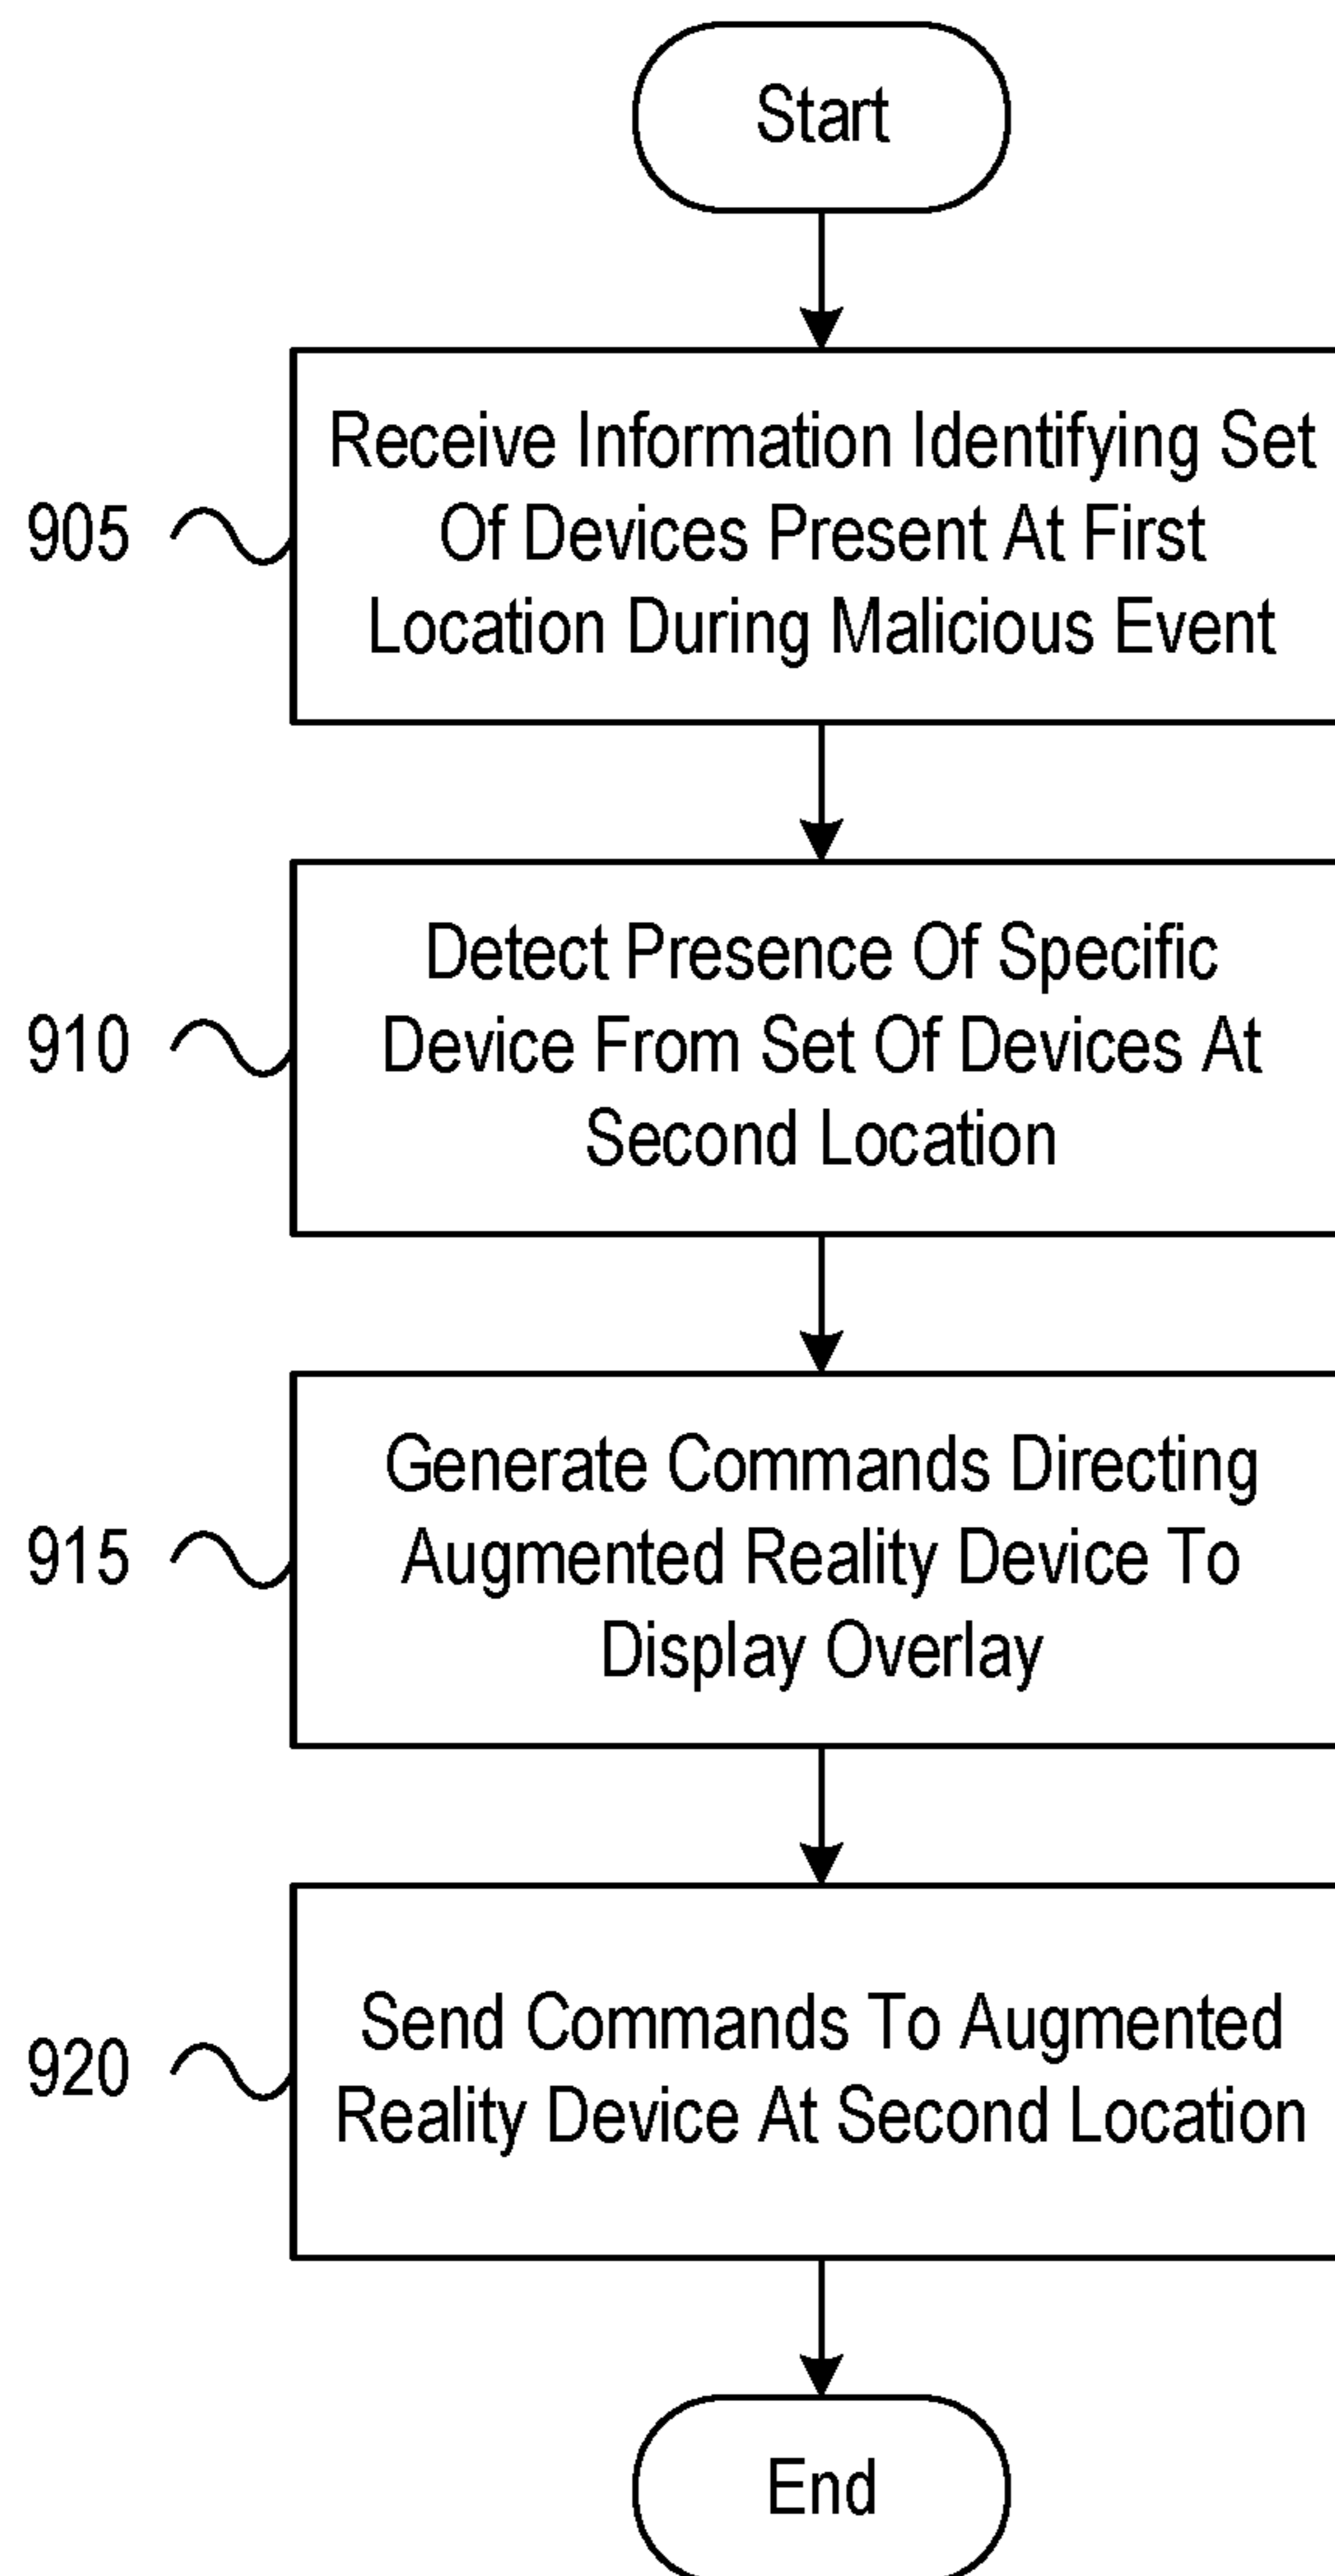 Start
Receive Information Identifying Set
Of Devices Present At First
Location During Malicious Event
905
Detect Presence Of Specific
Device From Set Of Devices At
Second Location
910
Generate Commands Directing
Augmented Reality Device To
Display Overlay
915
Send Commands To Augmented
Reality Device At Second Location
920
End